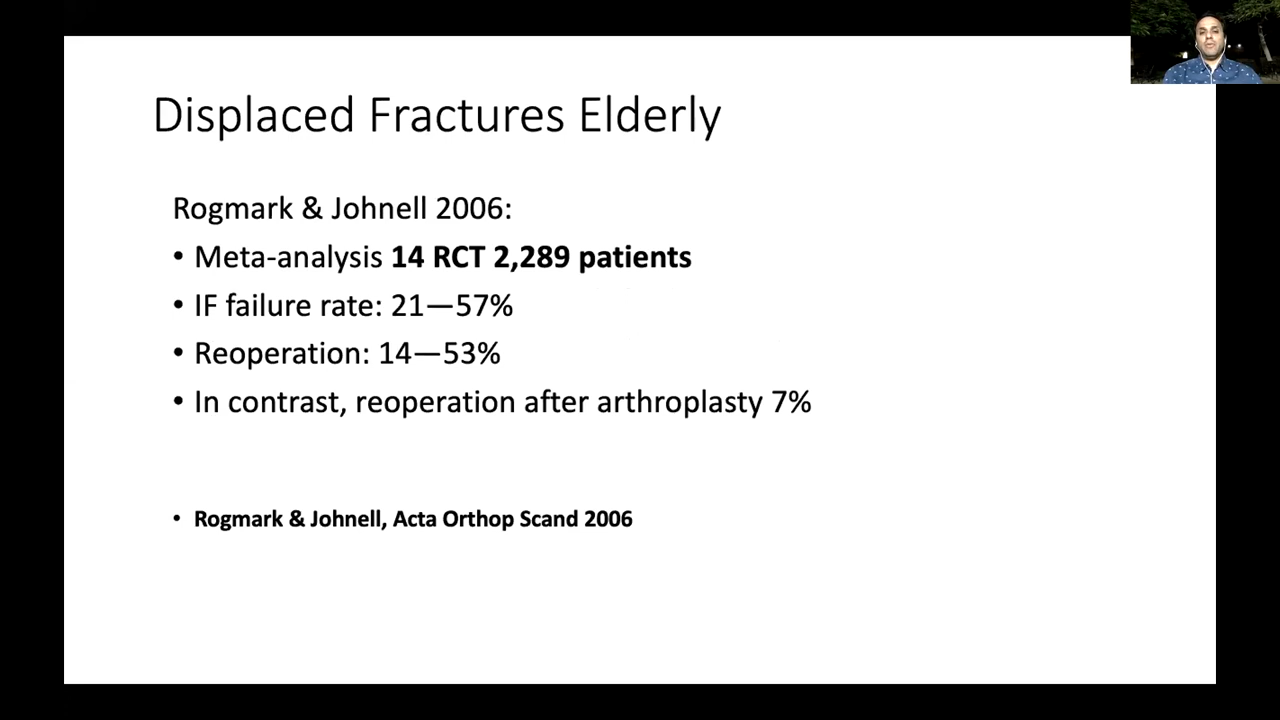 Displaced Fractures Elderly
Rogmark & Johnell 2006:
• Meta-analysis 14 RCT 2,289 patients
• IF failure rate: 21—57%
• Reoperation: 14—53%
• In contrast, reoperation after arthroplasty 7%
• Rogmark & Johnell, Acta Orthop Scand 2006